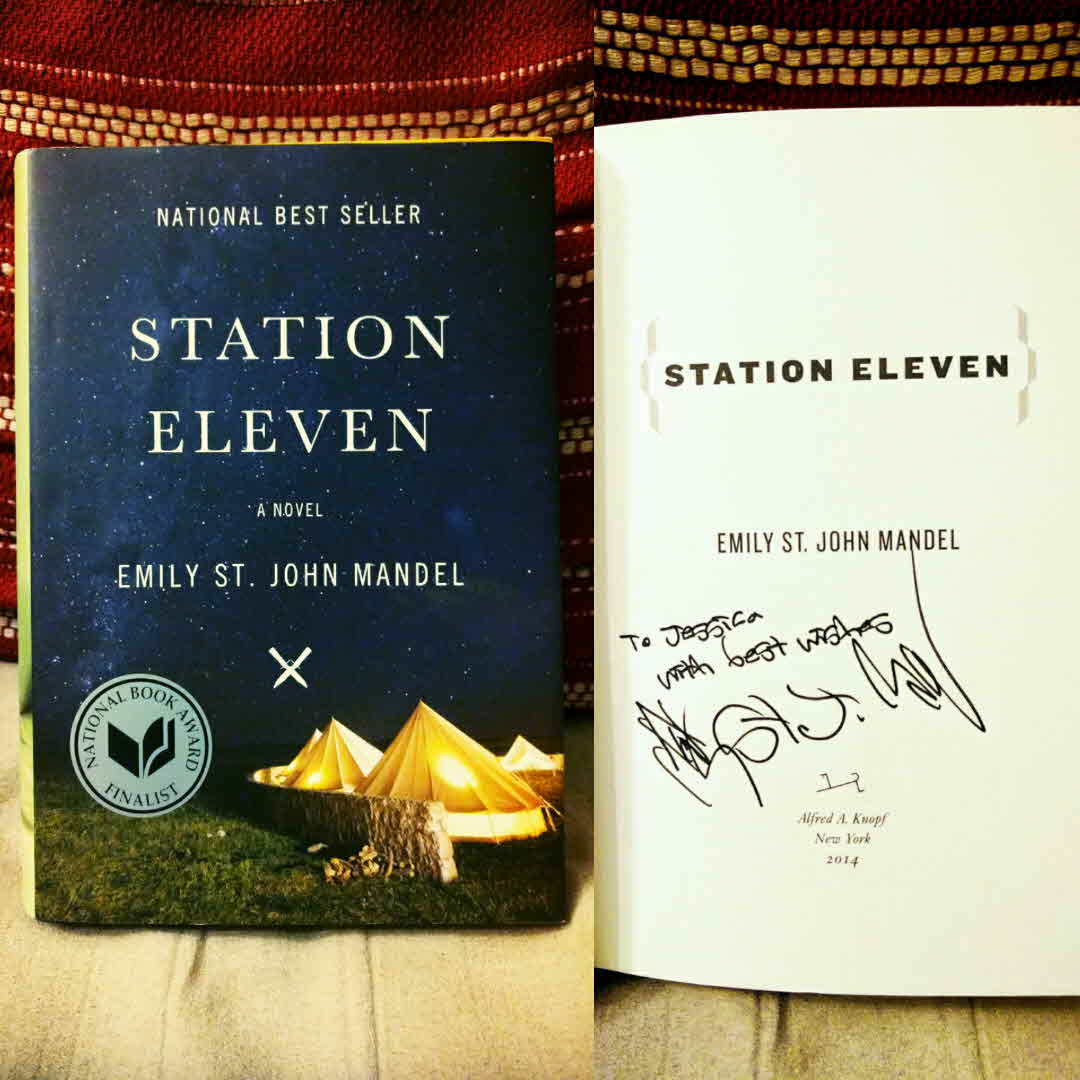 NATIONAL BEST SELLER
STATION
ELEVEN
A NOVEL
EMILY ST. JOHN MANDEL
NATIONAL BOOK AWARD
FINALIST
STATION ELEVEN
EMILY ST. JOHN MANDEL
To Jessica
with best wishes
Alfred A. Knopf
New York
2014